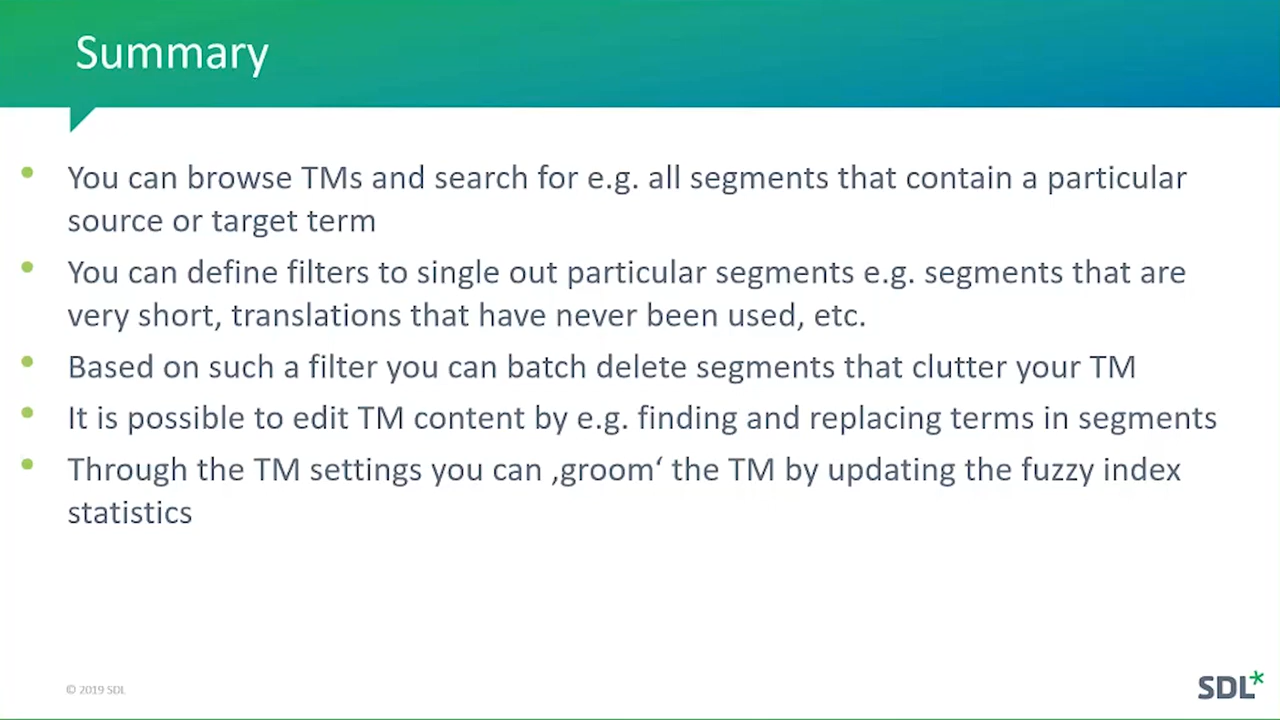 Summary
• You can browse TMs and search for e.g. all segments that contain a particular
source or target term
• You can define filters to single out particular segments e.g. segments that are
very short, translations that have never been used, etc.
• Based on such a filter you can batch delete segments that clutter your TM
• It is possible to edit TM content by e.g. finding and replacing terms in segments
• Through the TM settings you can ‚groom‘ the TM by updating the fuzzy index
statistics
© 2019 SDL
SDL*